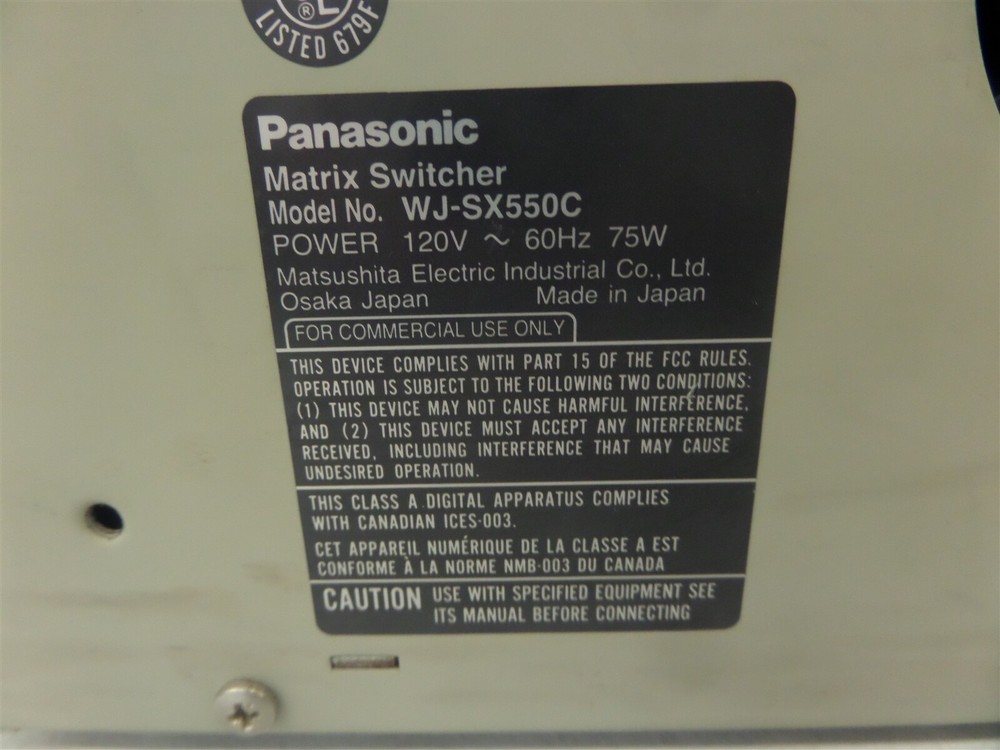 ®
LISTED 679F
Panasonic
Matrix Switcher
Model No. WJ-SX550C
POWER 120V ~ 60Hz 75W
Matsushita Electric Industrial Co., Ltd.
Osaka Japan Made in Japan
FOR COMMERCIAL USE ONLY
THIS DEVICE COMPLIES WITH PART 15 OF THE FCC RULES.
OPERATION IS SUBJECT TO THE FOLLOWING TWO CONDITIONS:
(1) THIS DEVICE MAY NOT CAUSE HARMFUL INTERFERENCE,
AND (2) THIS DEVICE MUST ACCEPT ANY INTERFERENCE
RECEIVED, INCLUDING INTERFERENCE THAT MAY CAUSE
UNDESIRED OPERATION.
THIS CLASS A DIGITAL APPARATUS COMPLIES
WITH CANADIAN ICES-003.
CET APPAREIL NUMÉRIQUE DE LA CLASSE A EST
CONFORME À LA NORME NMB-003 DU CANADA
CAUTION USE WITH SPECIFIED EQUIPMENT SEE
ITS MANUAL BEFORE CONNECTING